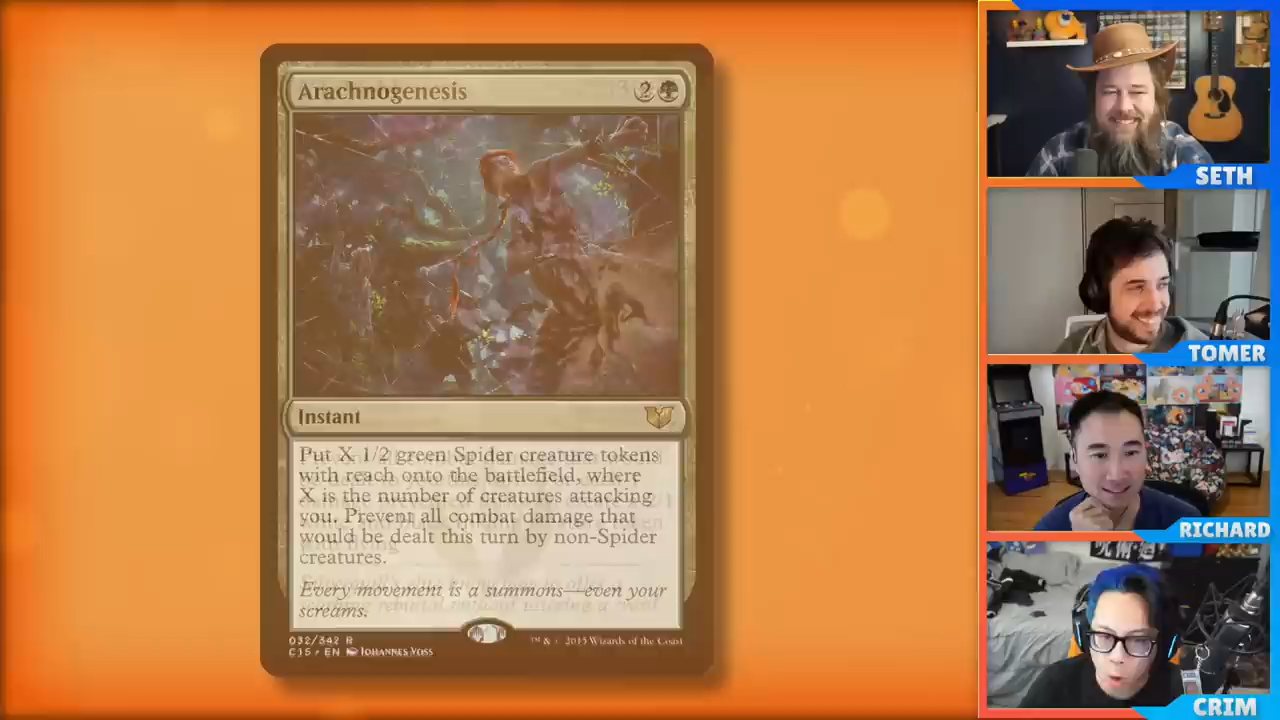 Arachnogenesis
2
Instant
Put X 1/2 green Spider creature tokens
with reach onto the battlefield, where
X is the number of creatures attacking
you. Prevent all combat damage that
would be dealt this turn by non-Spider
creatures.
Every movement is a summons—even your
screams.
032/342 R
C15 • EN Johannes Voss
™ & © 2015 Wizards of the Coast
SETH
TOMER
RICHARD
CRIM